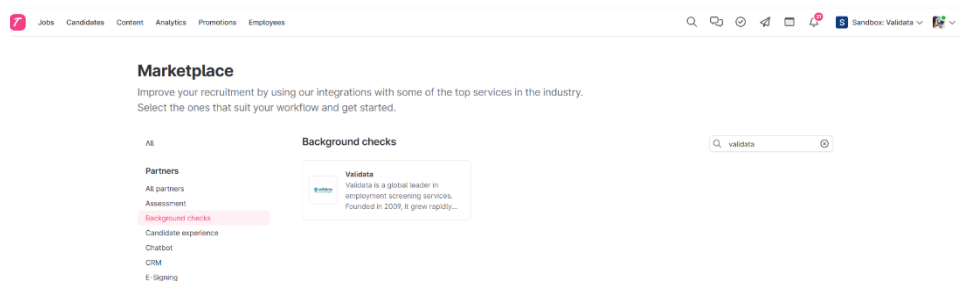 Jobs Candidates Content Analytics Promotions Employees
S Sandbox: Validata
Marketplace
Improve your recruitment by using our integrations with some of the top services in the industry.
Select the ones that suit your workflow and get started.
All
Background checks
validata
Partners
All partners
Assessment
Background checks
Candidate experience
Chatbot
CRM
E-Signing
Validata
Validata is a global leader in
employment screening services.
Founded in 2009, it grew rapidly...